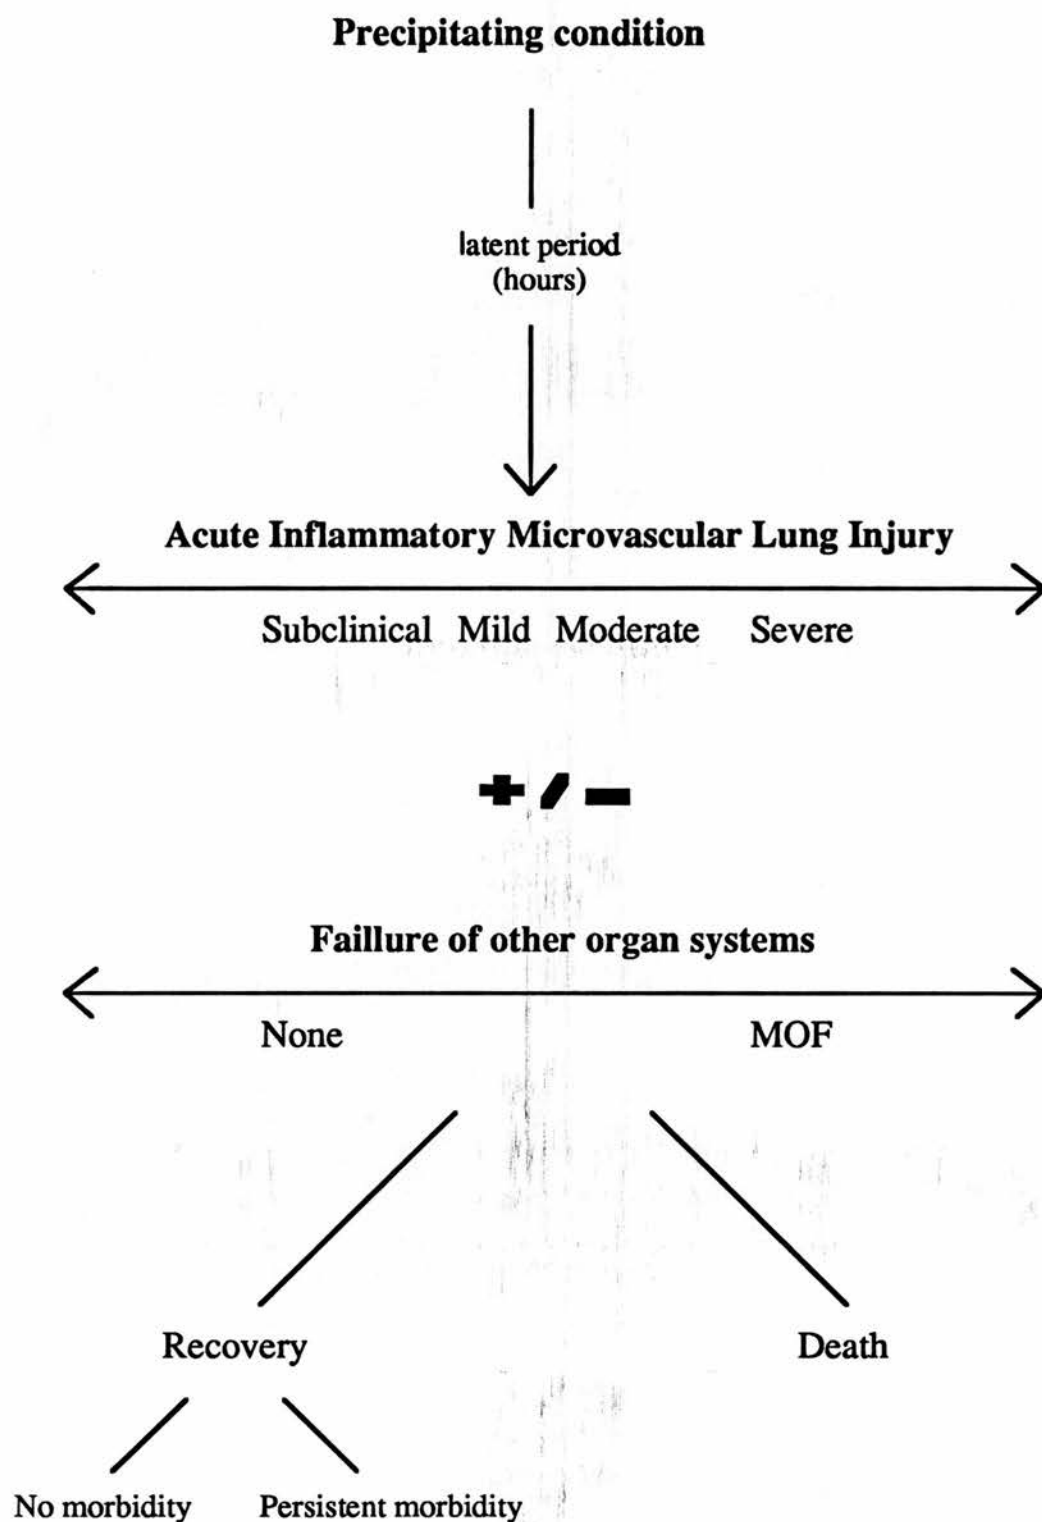 Precipitating condition
latent period
(hours)
Acute Inflammatory Microvascular Lung Injury
Subclinical Mild Moderate Severe
+ / −
Faillure of other organ systems
None MOF
Recovery Death
No morbidity Persistent morbidity